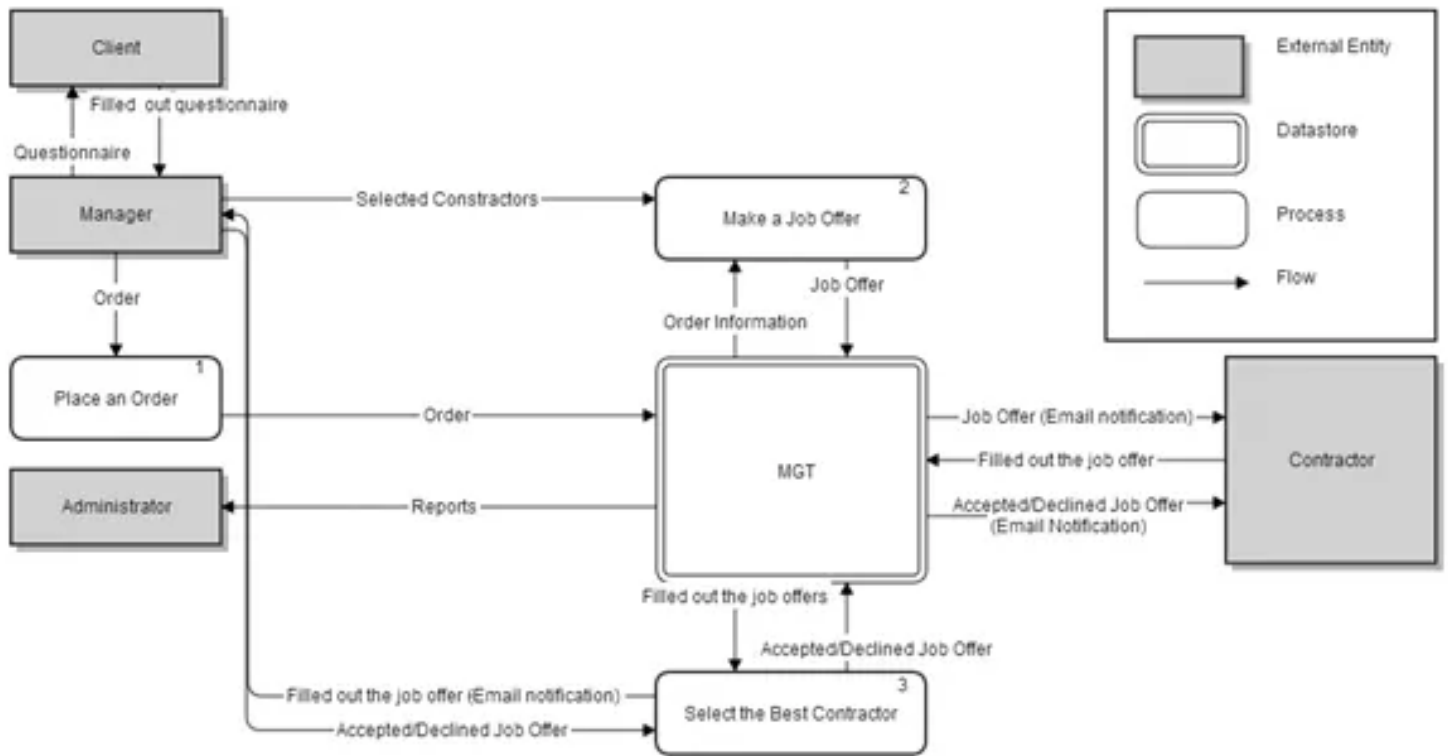 Client
External Entity
Filled out questionnaire
Datastore
Questionnaire
Manager
Selected Constractors
2
Make a Job Offer
Process
Order
Job Offer
Flow
Order Information
1
Place an Order
Order
MGT
Job Offer (Email notification)
Filled out the job offer
Contractor
Administrator
Reports
Accepted/Declined Job Offer
(Email Notification)
Filled out the job offers
Accepted/Declined Job Offer
3
Filled out the job offer (Email notification)
Select the Best Contractor
Accepted/Declined Job Offer